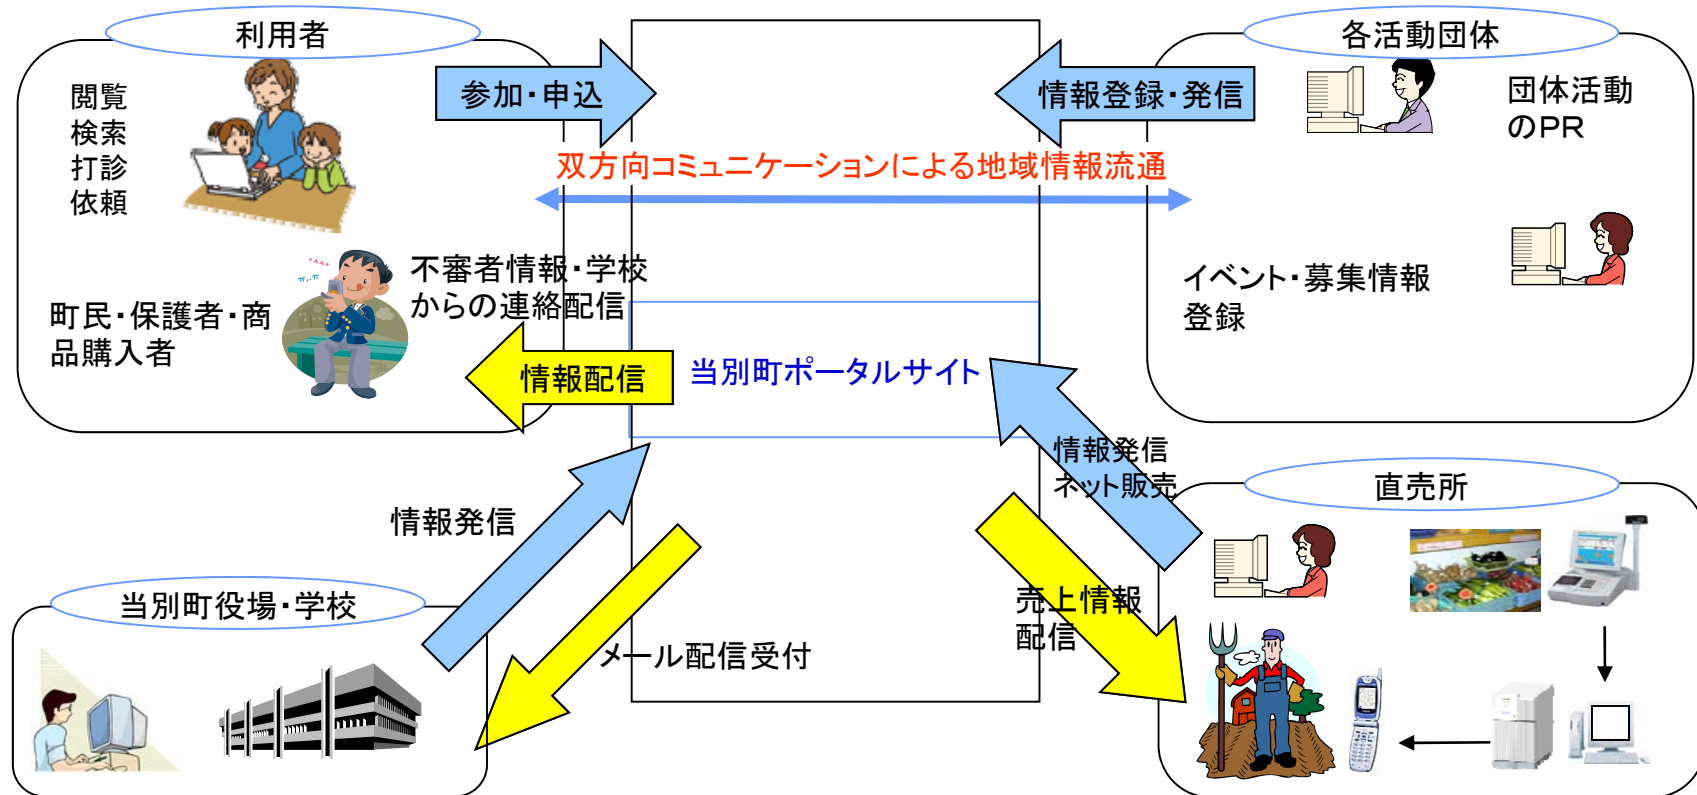 利用者
各活動団体
閲覧
検索
打診
依頼
参加・申込
情報登録・発信
団体活動
のPR
双方向コミュニケーションによる地域情報流通
不審者情報・学校
からの連絡配信
イベント・募集情報
登録
町民・保護者・商
品購入者
情報配信
当別町ポータルサイト
情報発信
ネット販売
直売所
情報発信
当別町役場・学校
売上情報
配信
メール配信受付